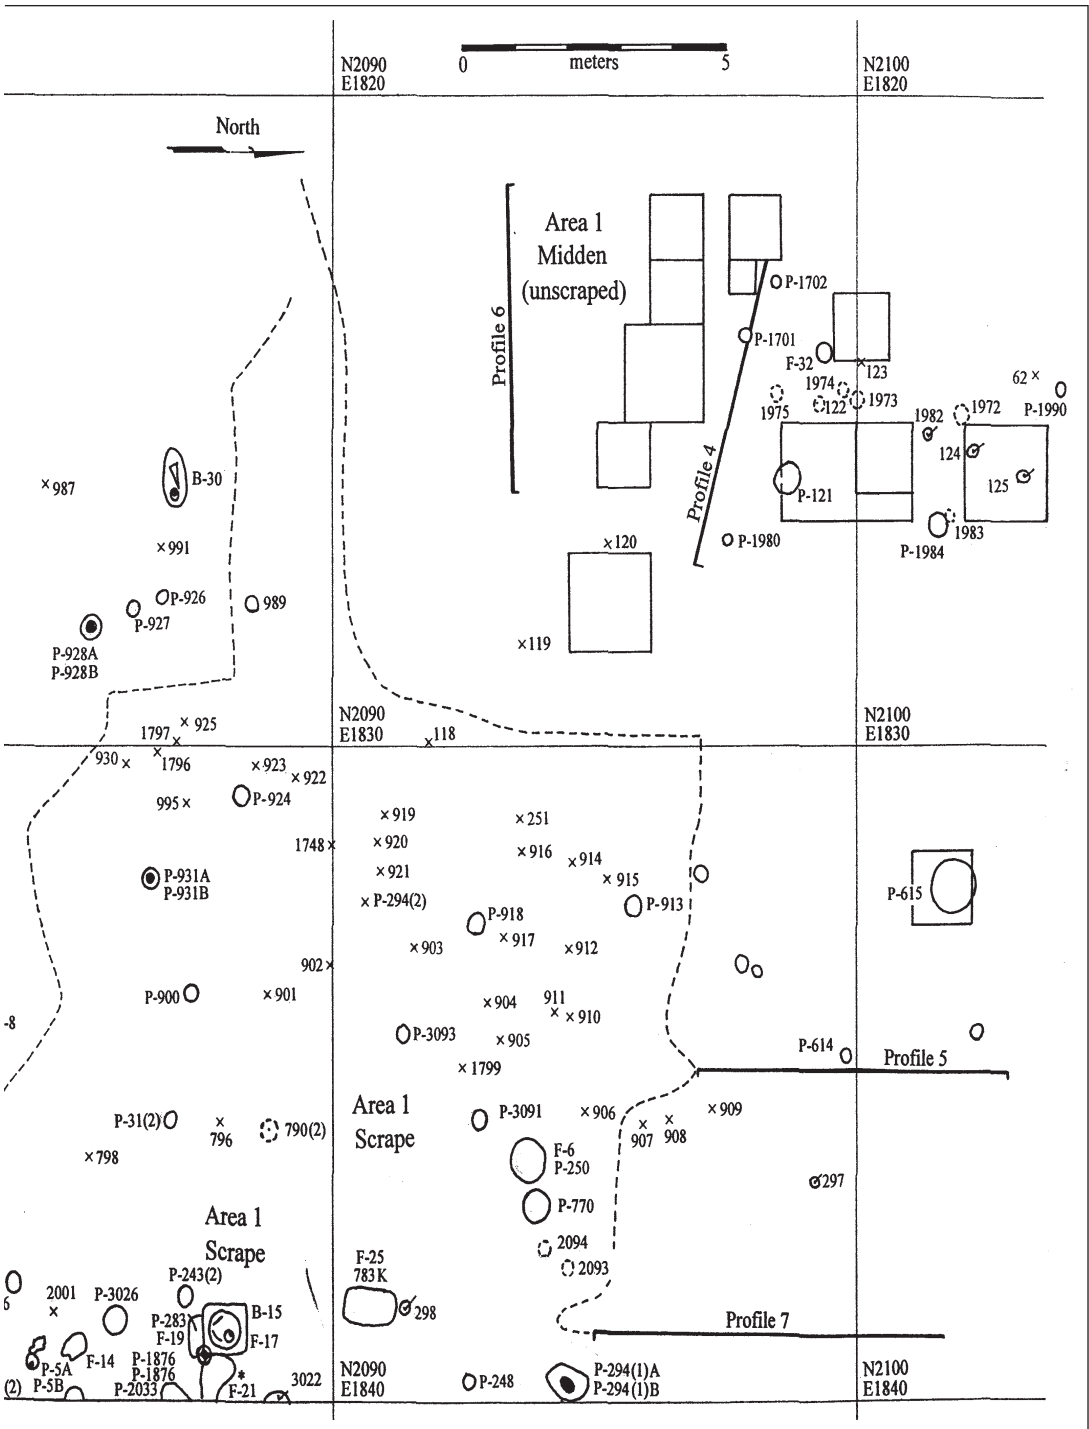 N2090
E1820
0
meters
5
N2100
E1820
North
Area 1
Midden
(unscraped)
Profile 6
P-1702
P-1701
F-32
123
62
1974
1975
122
1973
1982
1972
P-1990
124
125
Profile 4
P-121
987
B-30
991
120
P-1980
1983
P-1984
P-926
P-927
989
P-928A
P-928B
119
925
1797
N2090
E1830
118
N2100
E1830
930
1796
923
922
995
P-924
919
251
1748
920
916
914
921
915
P-931A
P-931B
P-294(2)
P-918
P-913
P-615
917
903
912
902
P-900
901
904
911
910
-8
P-3093
905
P-614
Profile 5
1799
Area 1
Scrape
P-31(2)
796
790(2)
P-3091
906
909
907
908
798
F-6
P-250
297
P-770
Area 1
Scrape
2094
2093
F-25
783K
P-243(2)
6
2001
P-3026
P-283
B-15
298
F-19
F-17
Profile 7
P-5A
F-14
P-1876
P-1876
P-5B
(2)
P-2033
*
F-21
3022
N2090
E1840
P-248
P-294(1)A
P-294(1)B
N2100
E1840